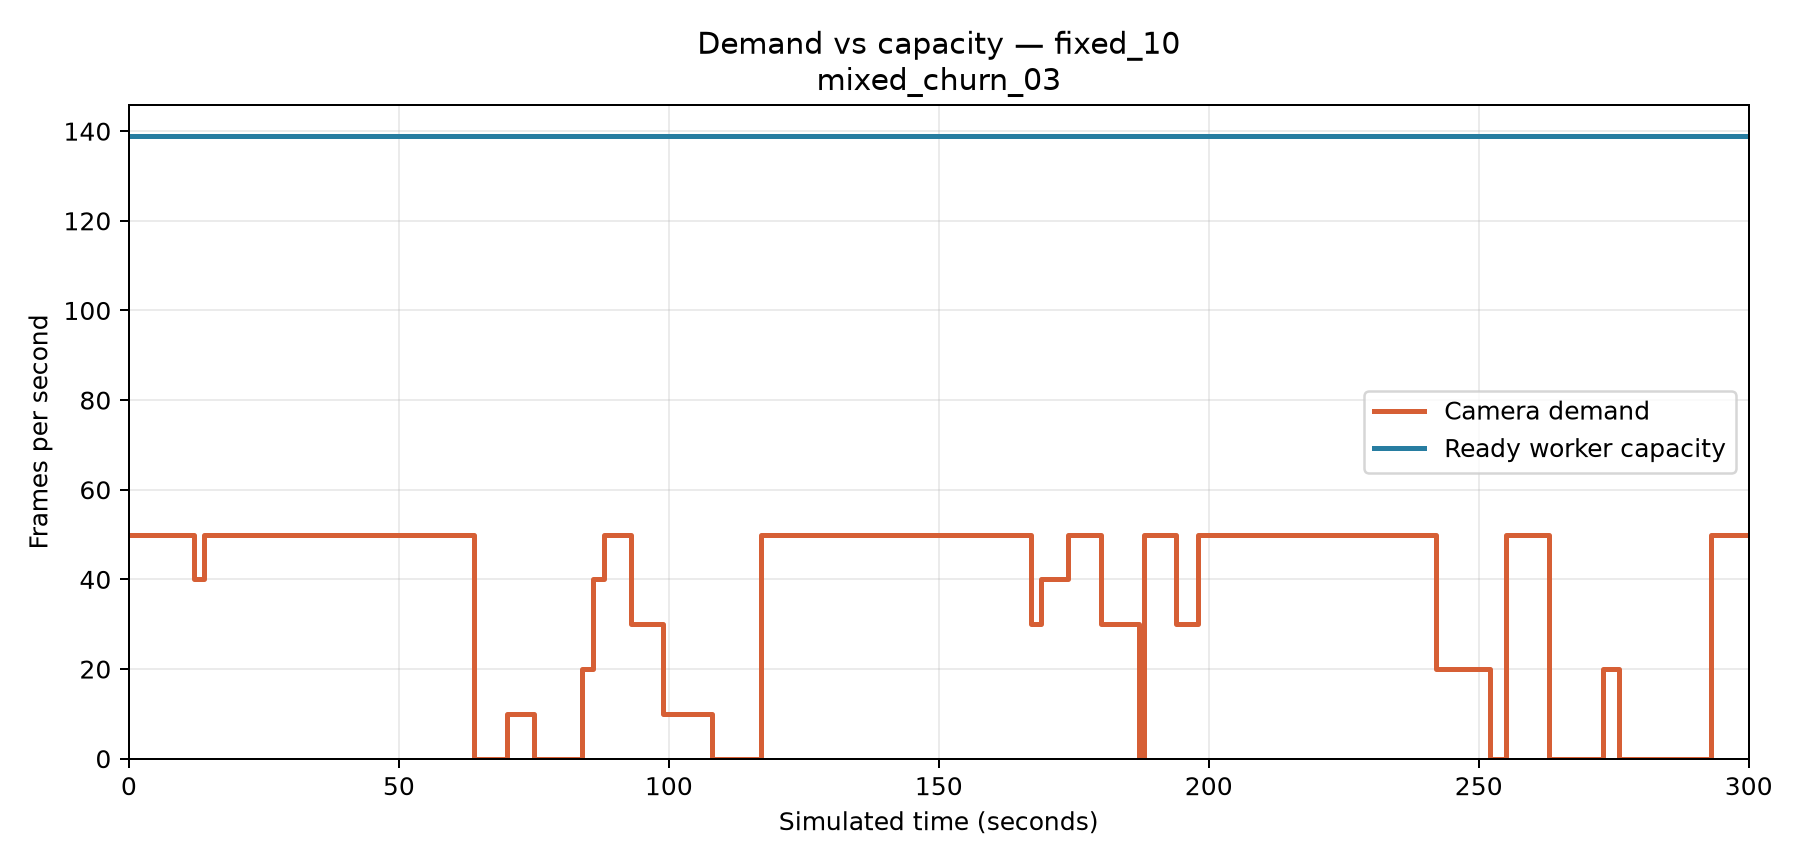 Demand vs capacity — fixed_10
mixed_churn_03
Frames per second
140
120
100
80
60
40
20
0
Camera demand
Ready worker capacity
0 50 100 150 200 250 300
Simulated time (seconds)